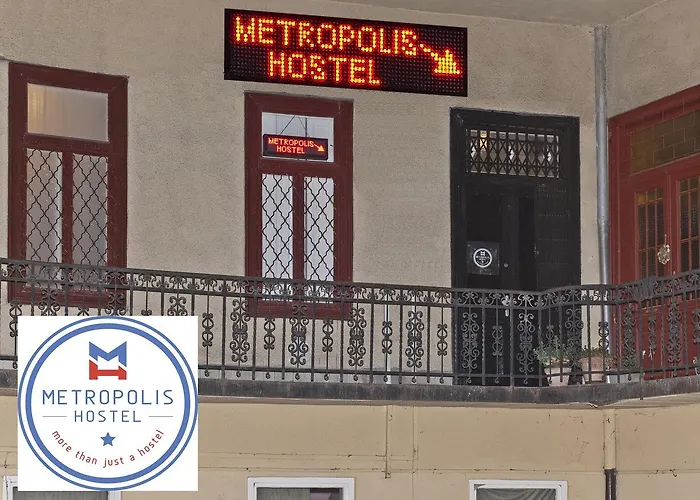 METROPOLIS
HOSTEL
METROPOLIS
HOSTEL
METROPOLIS
HOSTEL
more than just a hostel